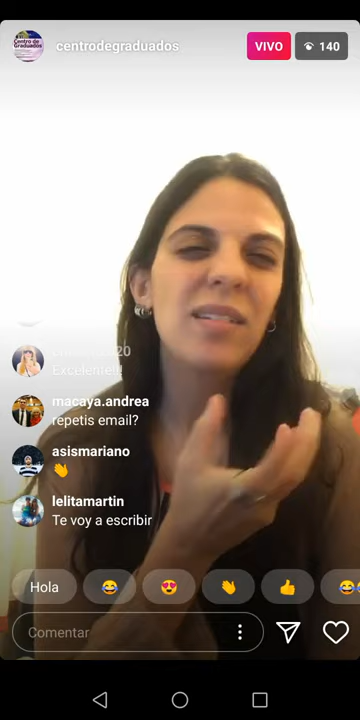 centrodegraduados
VIVO
140
Excelente!!!
macaya.andrea
repetis email?
asismariano
lelitamartin
Te voy a escribir
Hola
Comentar